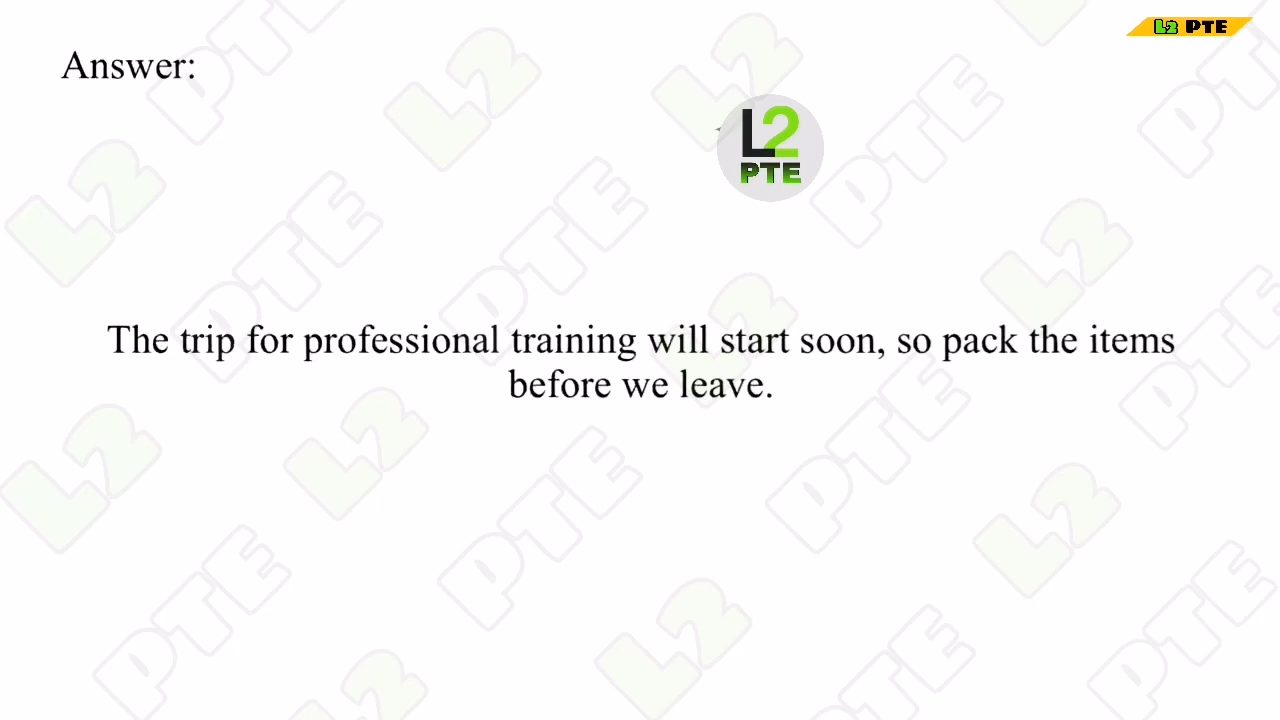 L2 PTE
Answer:
L2
PTE
The trip for professional training will start soon, so pack the items
before we leave.